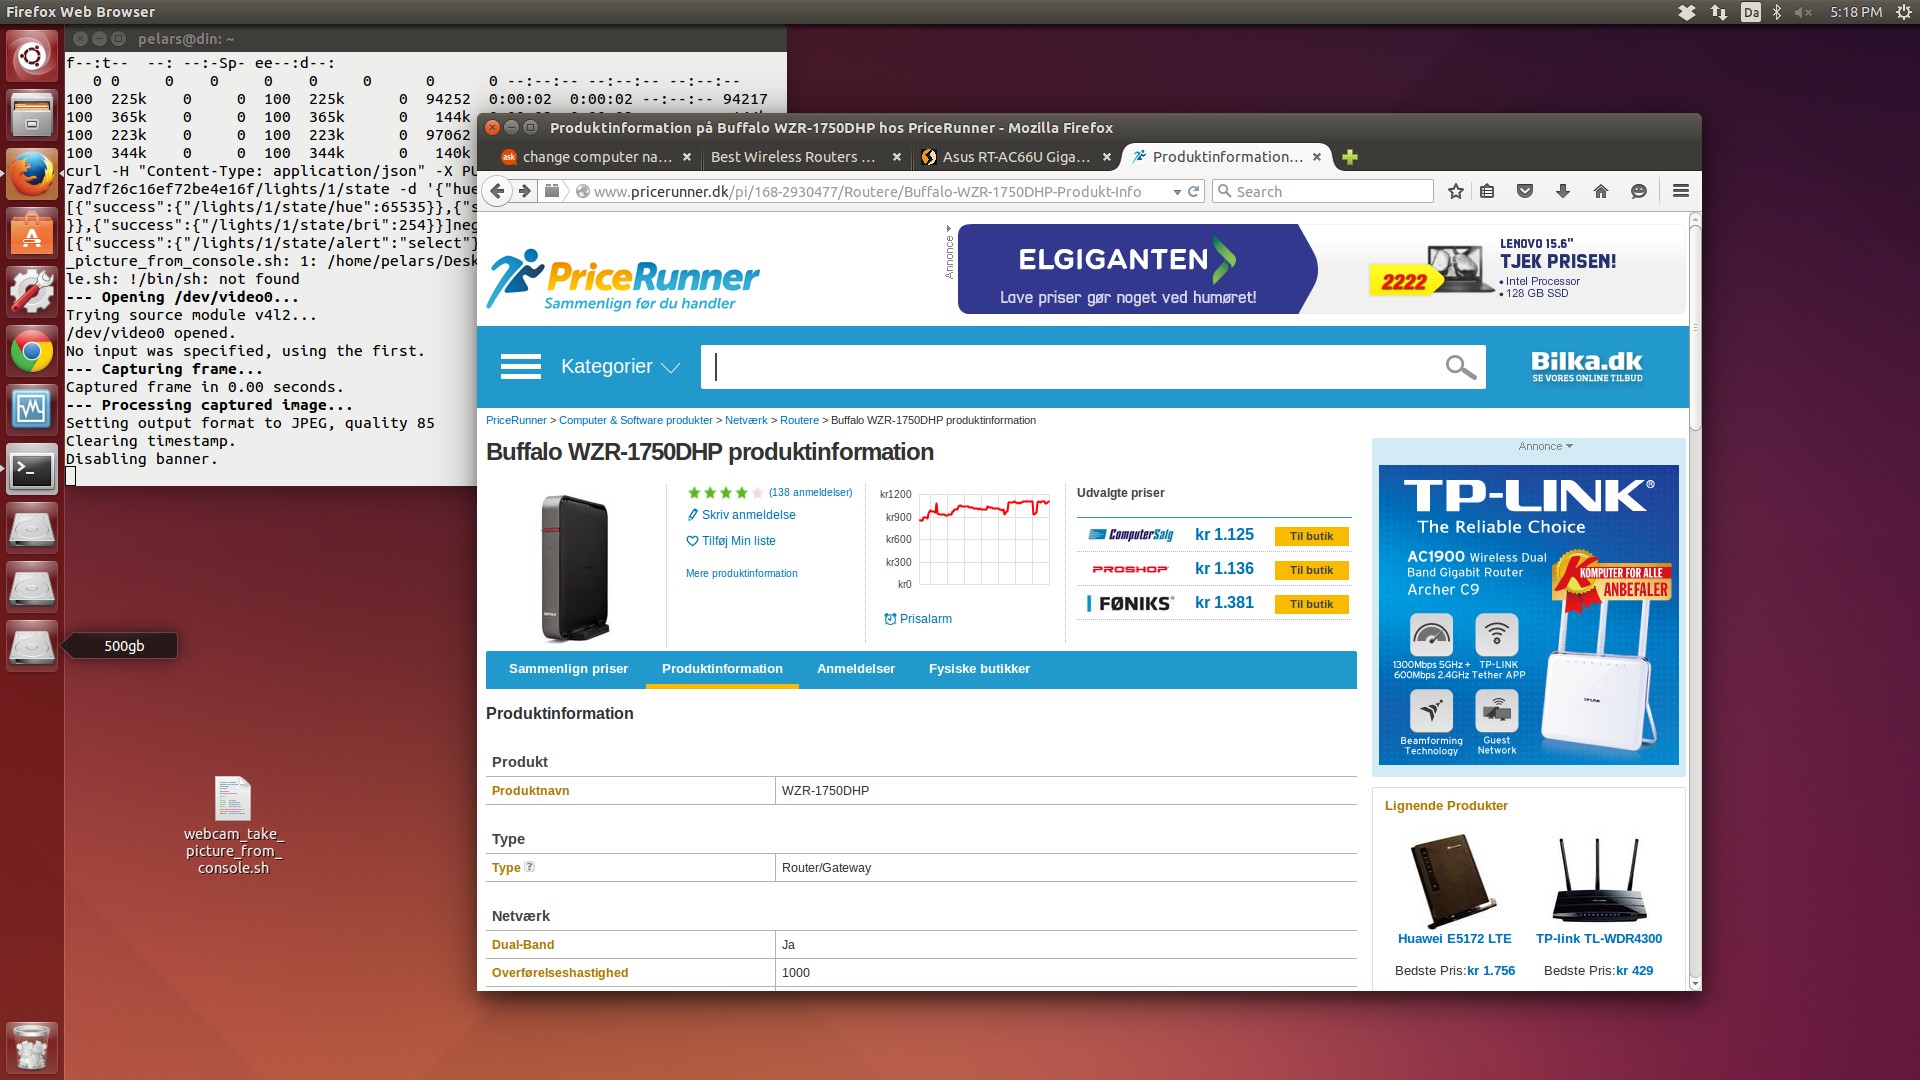 Firefox Web Browser
Da
5:18 PM
pelars@din: ~
f--:t-- --: --:-Sp- ee--:d--:
0 0 0 0 0 0 0 0 0 --:--:-- --:--:-- --:--:--
100 225k 0 0 100 225k 0 94252 0:00:02 0:00:02 --:--:-- 94217
100 365k 0 0 100 365k 0 144k
100 223k 0 0 100 223k 0 97062
100 344k 0 0 100 344k 0 140k
curl -H "Content-Type: application/json" -X PU
7ad7f26c16ef72be4e16f/lights/1/state -d '{"hue
[{"success":{"/lights/1/state/hue":65535}},{"s
}},{"success":{"/lights/1/state/bri":254}}]neg
[{"success":{"/lights/1/state/alert":"select"}
_picture_from_console.sh: 1: /home/pelars/Desk
le.sh: !/bin/sh: not found
--- Opening /dev/video0...
Trying source module v4l2...
/dev/video0 opened.
No input was specified, using the first.
--- Capturing frame...
Captured frame in 0.00 seconds.
--- Processing captured image...
Setting output format to JPEG, quality 85
Clearing timestamp.
Disabling banner.
500gb
webcam_take_
picture_from_
console.sh
Produktinformation på Buffalo WZR-1750DHP hos PriceRunner - Mozilla Firefox
ask
change computer na...
Best Wireless Routers ...
Asus RT-AC66U Giga...
Produktinformation...
www.pricerunner.dk/pi/168-2930477/Routere/Buffalo-WZR-1750DHP-Produkt-Info
Search
PriceRunner
Sammenlign før du handler
Annonce
ELGIGANTEN
Lave priser gør noget ved humøret!
2222
LENOVO 15.6"
TJEK PRISEN!
• Intel Processor
• 128 GB SSD
Kategorier
Bilka.dk
SE VORES ONLINE TILBUD
PriceRunner > Computer & Software produkter > Netværk > Routere > Buffalo WZR-1750DHP produktinformation
Buffalo WZR-1750DHP produktinformation
(138 anmeldelser)
Skriv anmeldelse
Tilføj Min liste
Mere produktinformation
kr1200
kr900
kr600
kr300
kr0
Prisalarm
Udvalgte priser
ComputerSalg kr 1.125 Til butik
PROSHOP kr 1.136 Til butik
FØNIKS kr 1.381 Til butik
Sammenlign priser Produktinformation Anmeldelser Fysiske butikker
Produktinformation
Produkt
Produktnavn WZR-1750DHP
Type
Type ? Router/Gateway
Netværk
Dual-Band Ja
Overførelseshastighed 1000
Annonce
TP-LINK®
The Reliable Choice
AC1900 Wireless Dual
Band Gigabit Router
Archer C9
KOMPUTER FOR ALLE
ANBEFALER
1300Mbps 5GHz +
600Mbps 2.4GHz
TP-LINK
Tether APP
Beamforming
Technology
Guest
Network
TP-LINK
Lignende Produkter
Huawei E5172 LTE
Bedste Pris:kr 1.756
TP-link TL-WDR4300
Bedste Pris:kr 429